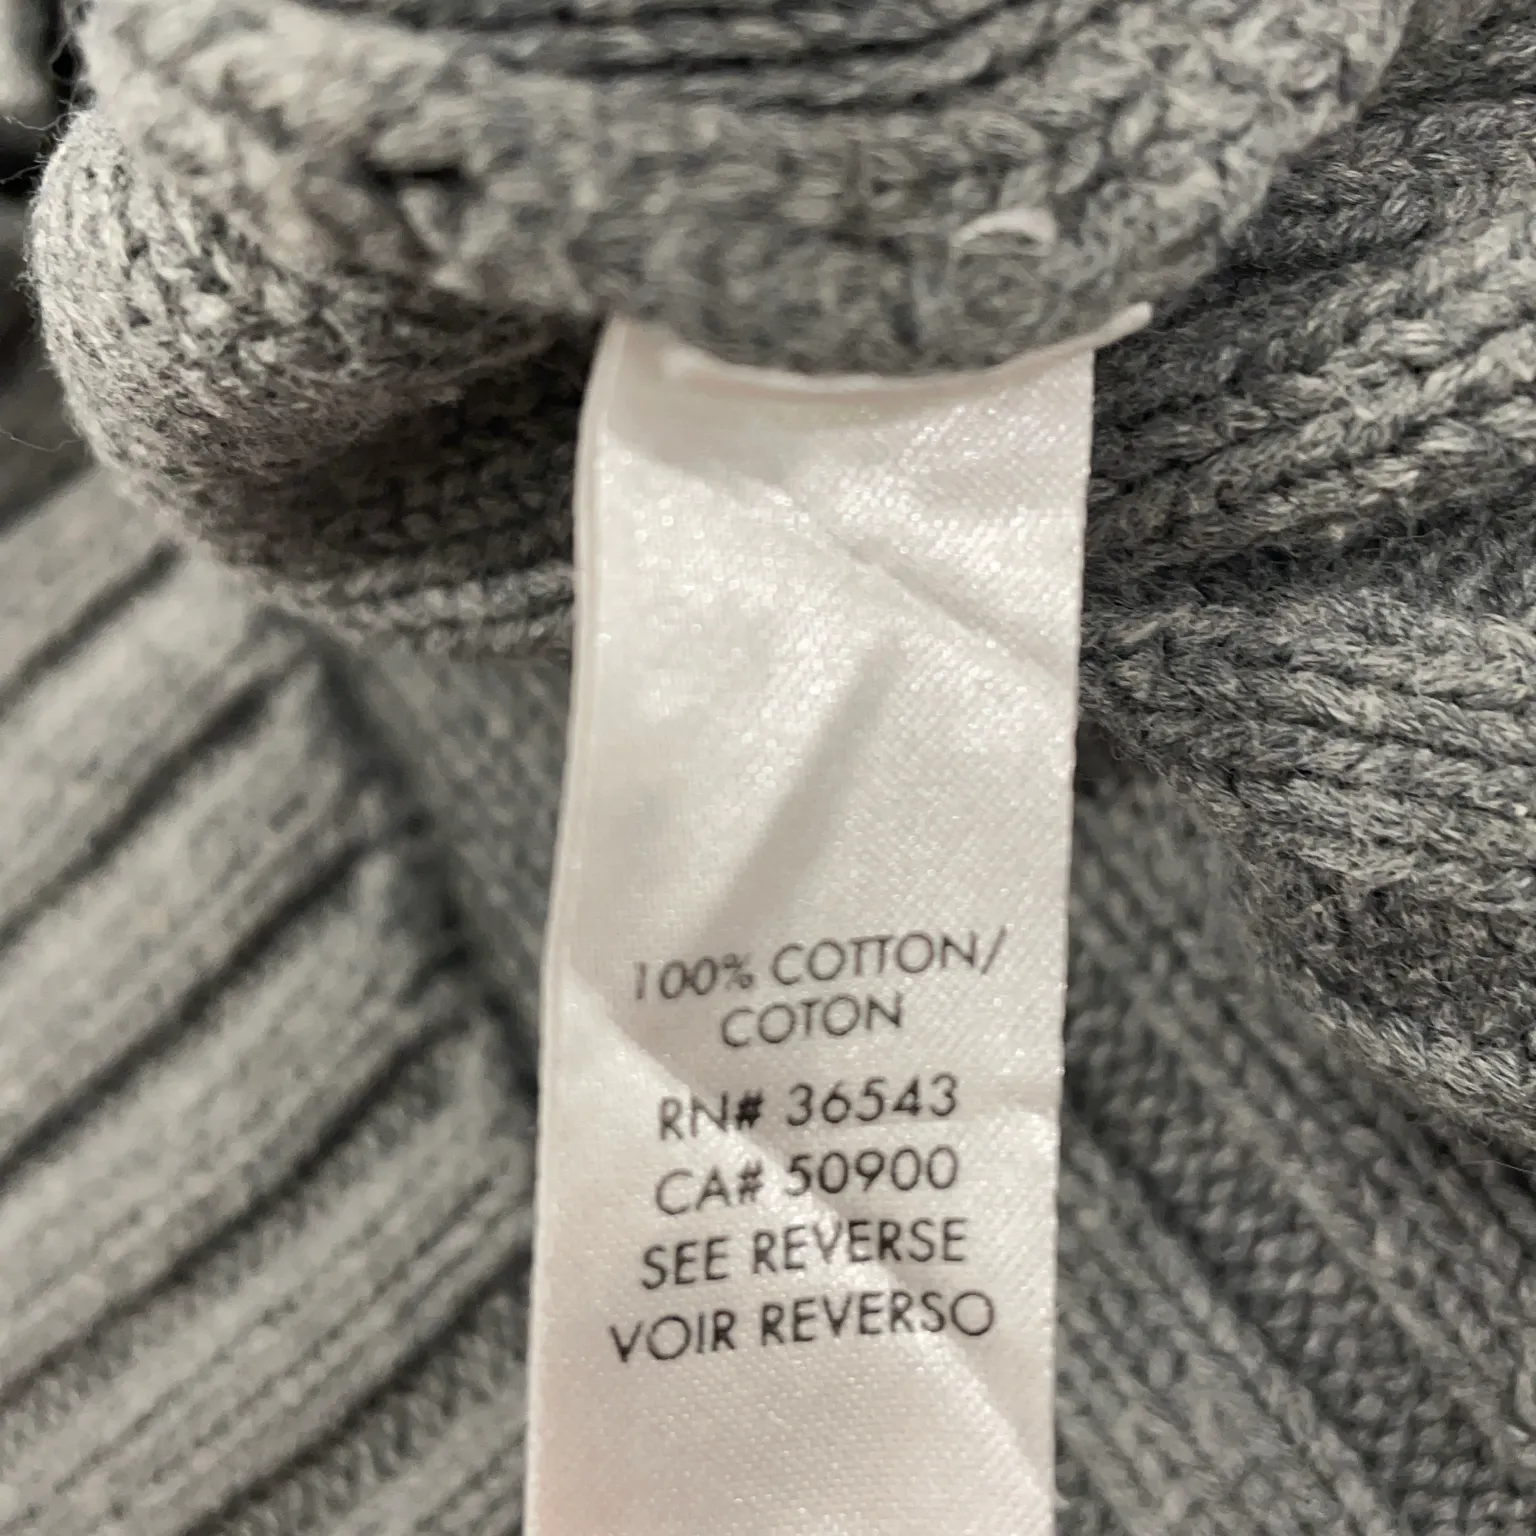 100% COTTON/
COTON
RN# 36543
CA# 50900
SEE REVERSE
VOIR REVERSO